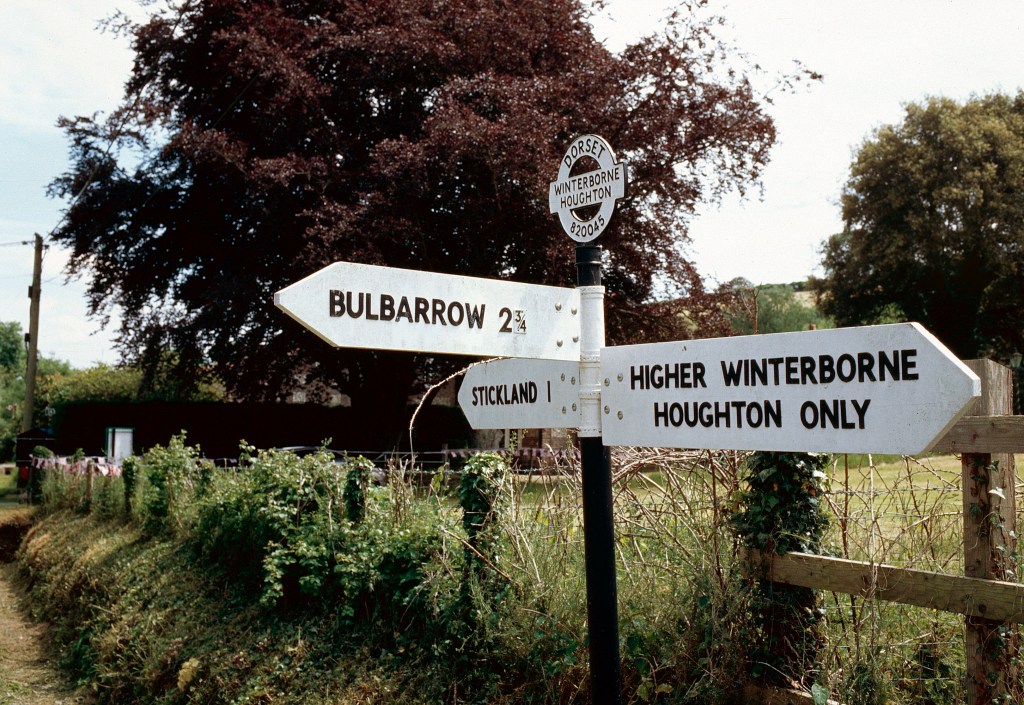 DORSET
WINTERBORNE
HOUGHTON
820045
BULBARROW 2¾
STICKLAND 1
HIGHER WINTERBORNE
HOUGHTON ONLY